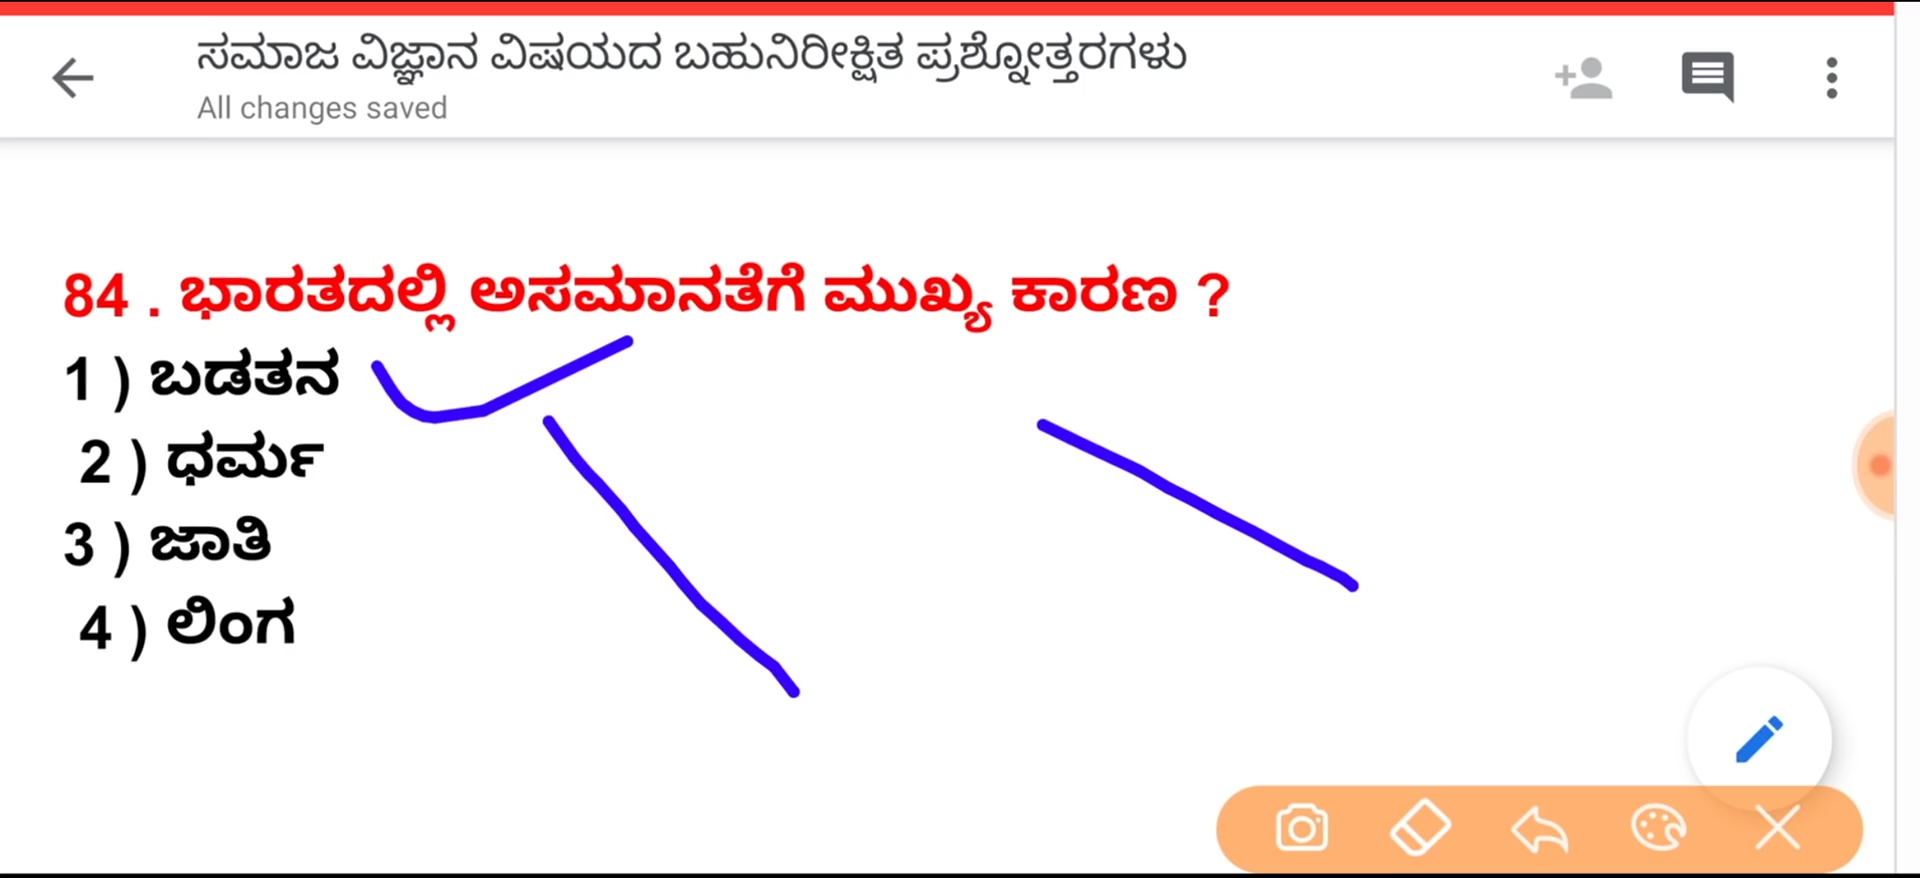 ಸಮಾಜ ವಿಜ್ಞಾನ ವಿಷಯದ ಬಹುನಿರೀಕ್ಷಿತ ಪ್ರಶ್ನೋತ್ತರಗಳು
All changes saved
84 . ಭಾರತದಲ್ಲಿ ಅಸಮಾನತೆಗೆ ಮುಖ್ಯ ಕಾರಣ ?
1 ) ಬಡತನ
2 ) ಧರ್ಮ
3 ) ಜಾತಿ
4 ) ಲಿಂಗ